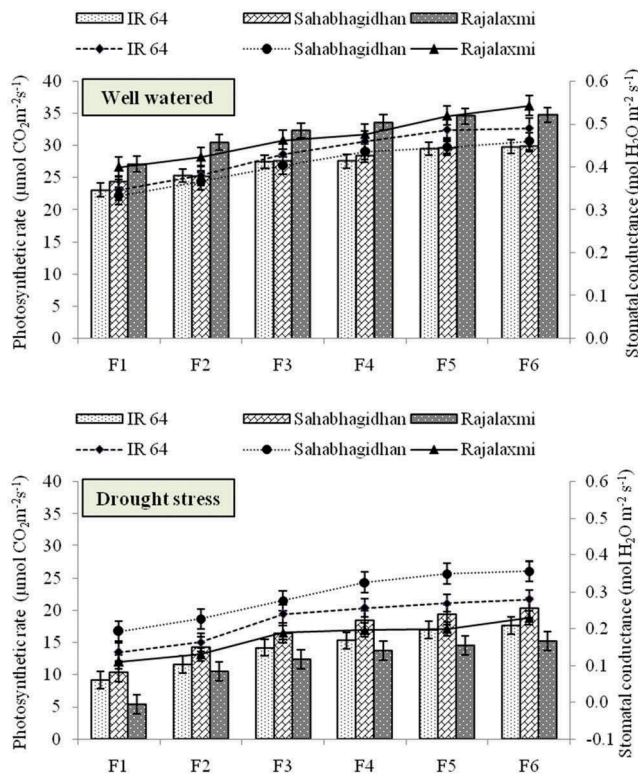 IR 64 Sahabhagidhan Rajalaxmi
IR 64 Sahabhagidhan Rajalaxmi
Well watered
Photosynthetic rate (µmol CO₂m⁻²s⁻¹)
40
35
30
25
20
15
10
5
0
Stomatal conductance (mol H₂O m⁻² s⁻¹)
0.6
0.5
0.4
0.3
0.2
0.1
0.0
F1 F2 F3 F4 F5 F6
IR 64 Sahabhagidhan Rajalaxmi
IR 64 Sahabhagidhan Rajalaxmi
Drought stress
Photosynthetic rate (µmol CO₂m⁻²s⁻¹)
40
35
30
25
20
15
10
5
0
Stomatal conductance (mol H₂O m⁻² s⁻¹)
0.6
0.5
0.4
0.3
0.2
0.1
0.0
-0.1
F1 F2 F3 F4 F5 F6